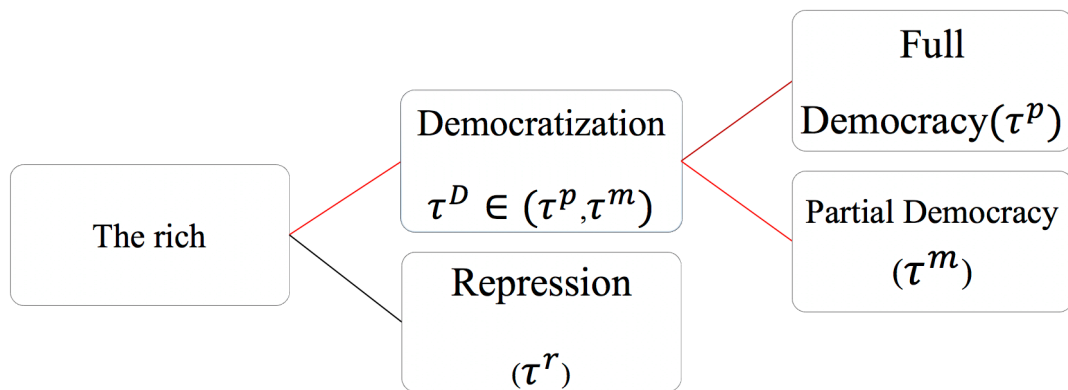 The rich
Democratization
τ^D ∈ (τ^p,τ^m)
Repression
(τ^r)
Full
Democracy(τ^p)
Partial Democracy
(τ^m)